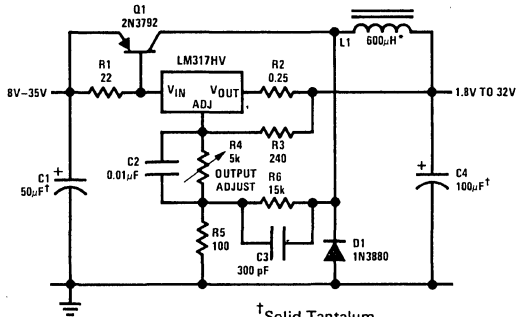 Q1
2N3792
L1
600μH*
LM317HV
R1
22
VIN
VOUT
ADJ
R2
0.25
8V–35V
1.8V TO 32V
R4
5k
R3
240
C2
0.01μF
OUTPUT
ADJUST
R6
15k
C1
50μF†
+
C4
100μF†
+
R5
100
C3
300 pF
D1
1N3880
†Solid Tantalum